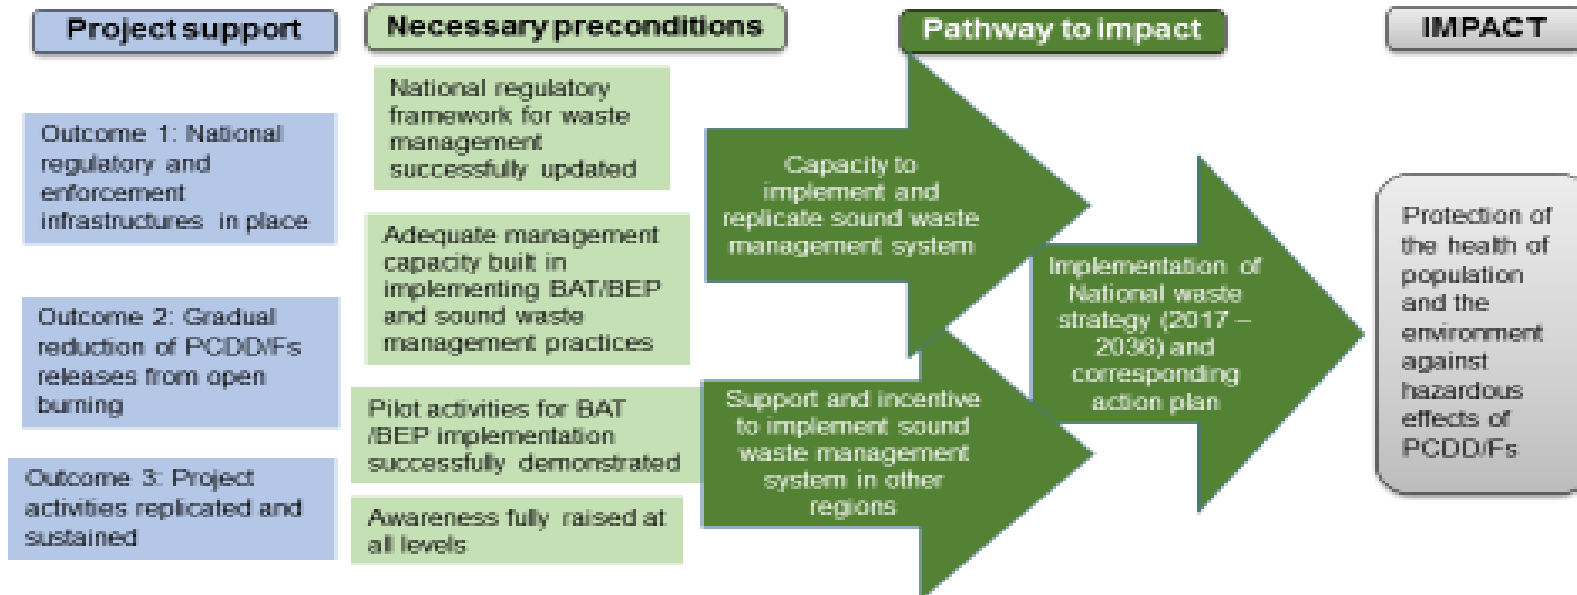 Project support
Outcome 1: National
regulatory and
enforcement
infrastructures in place
Outcome 2: Gradual
reduction of PCDD/Fs
releases from open
burning
Outcome 3: Project
activities replicated and
sustained
Necessary preconditions
National regulatory
framework for waste
management
successfully updated
Adequate management
capacity built in
implementing BAT/BEP
and sound waste
management practices
Pilot activities for BAT
/BEP implementation
successfully demonstrated
Awareness fully raised at
all levels
Pathway to impact
Capacity to
implement and
replicate sound waste
management system
Support and incentive
to implement sound
waste management
system in other
regions
Implementation of
National waste
strategy (2017 –
2036) and
corresponding
action plan
IMPACT
Protection of
the health of
population
and the
environment
against
hazardous
effects of
PCDD/Fs